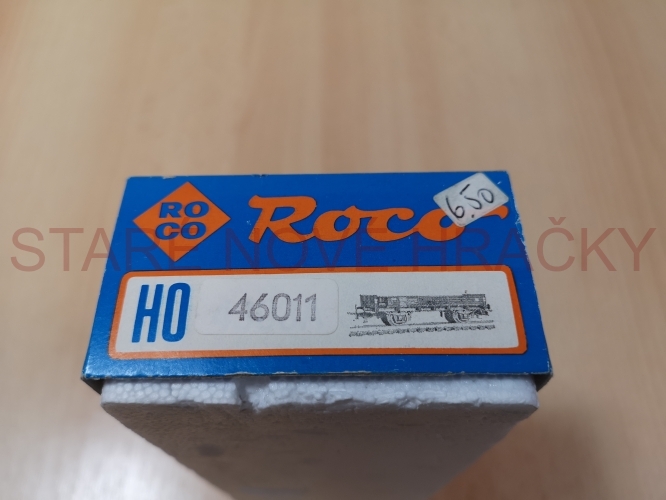 RO
CO
Roco
6.50
STARÉ NOVÉ HRAČKY
HO
46011